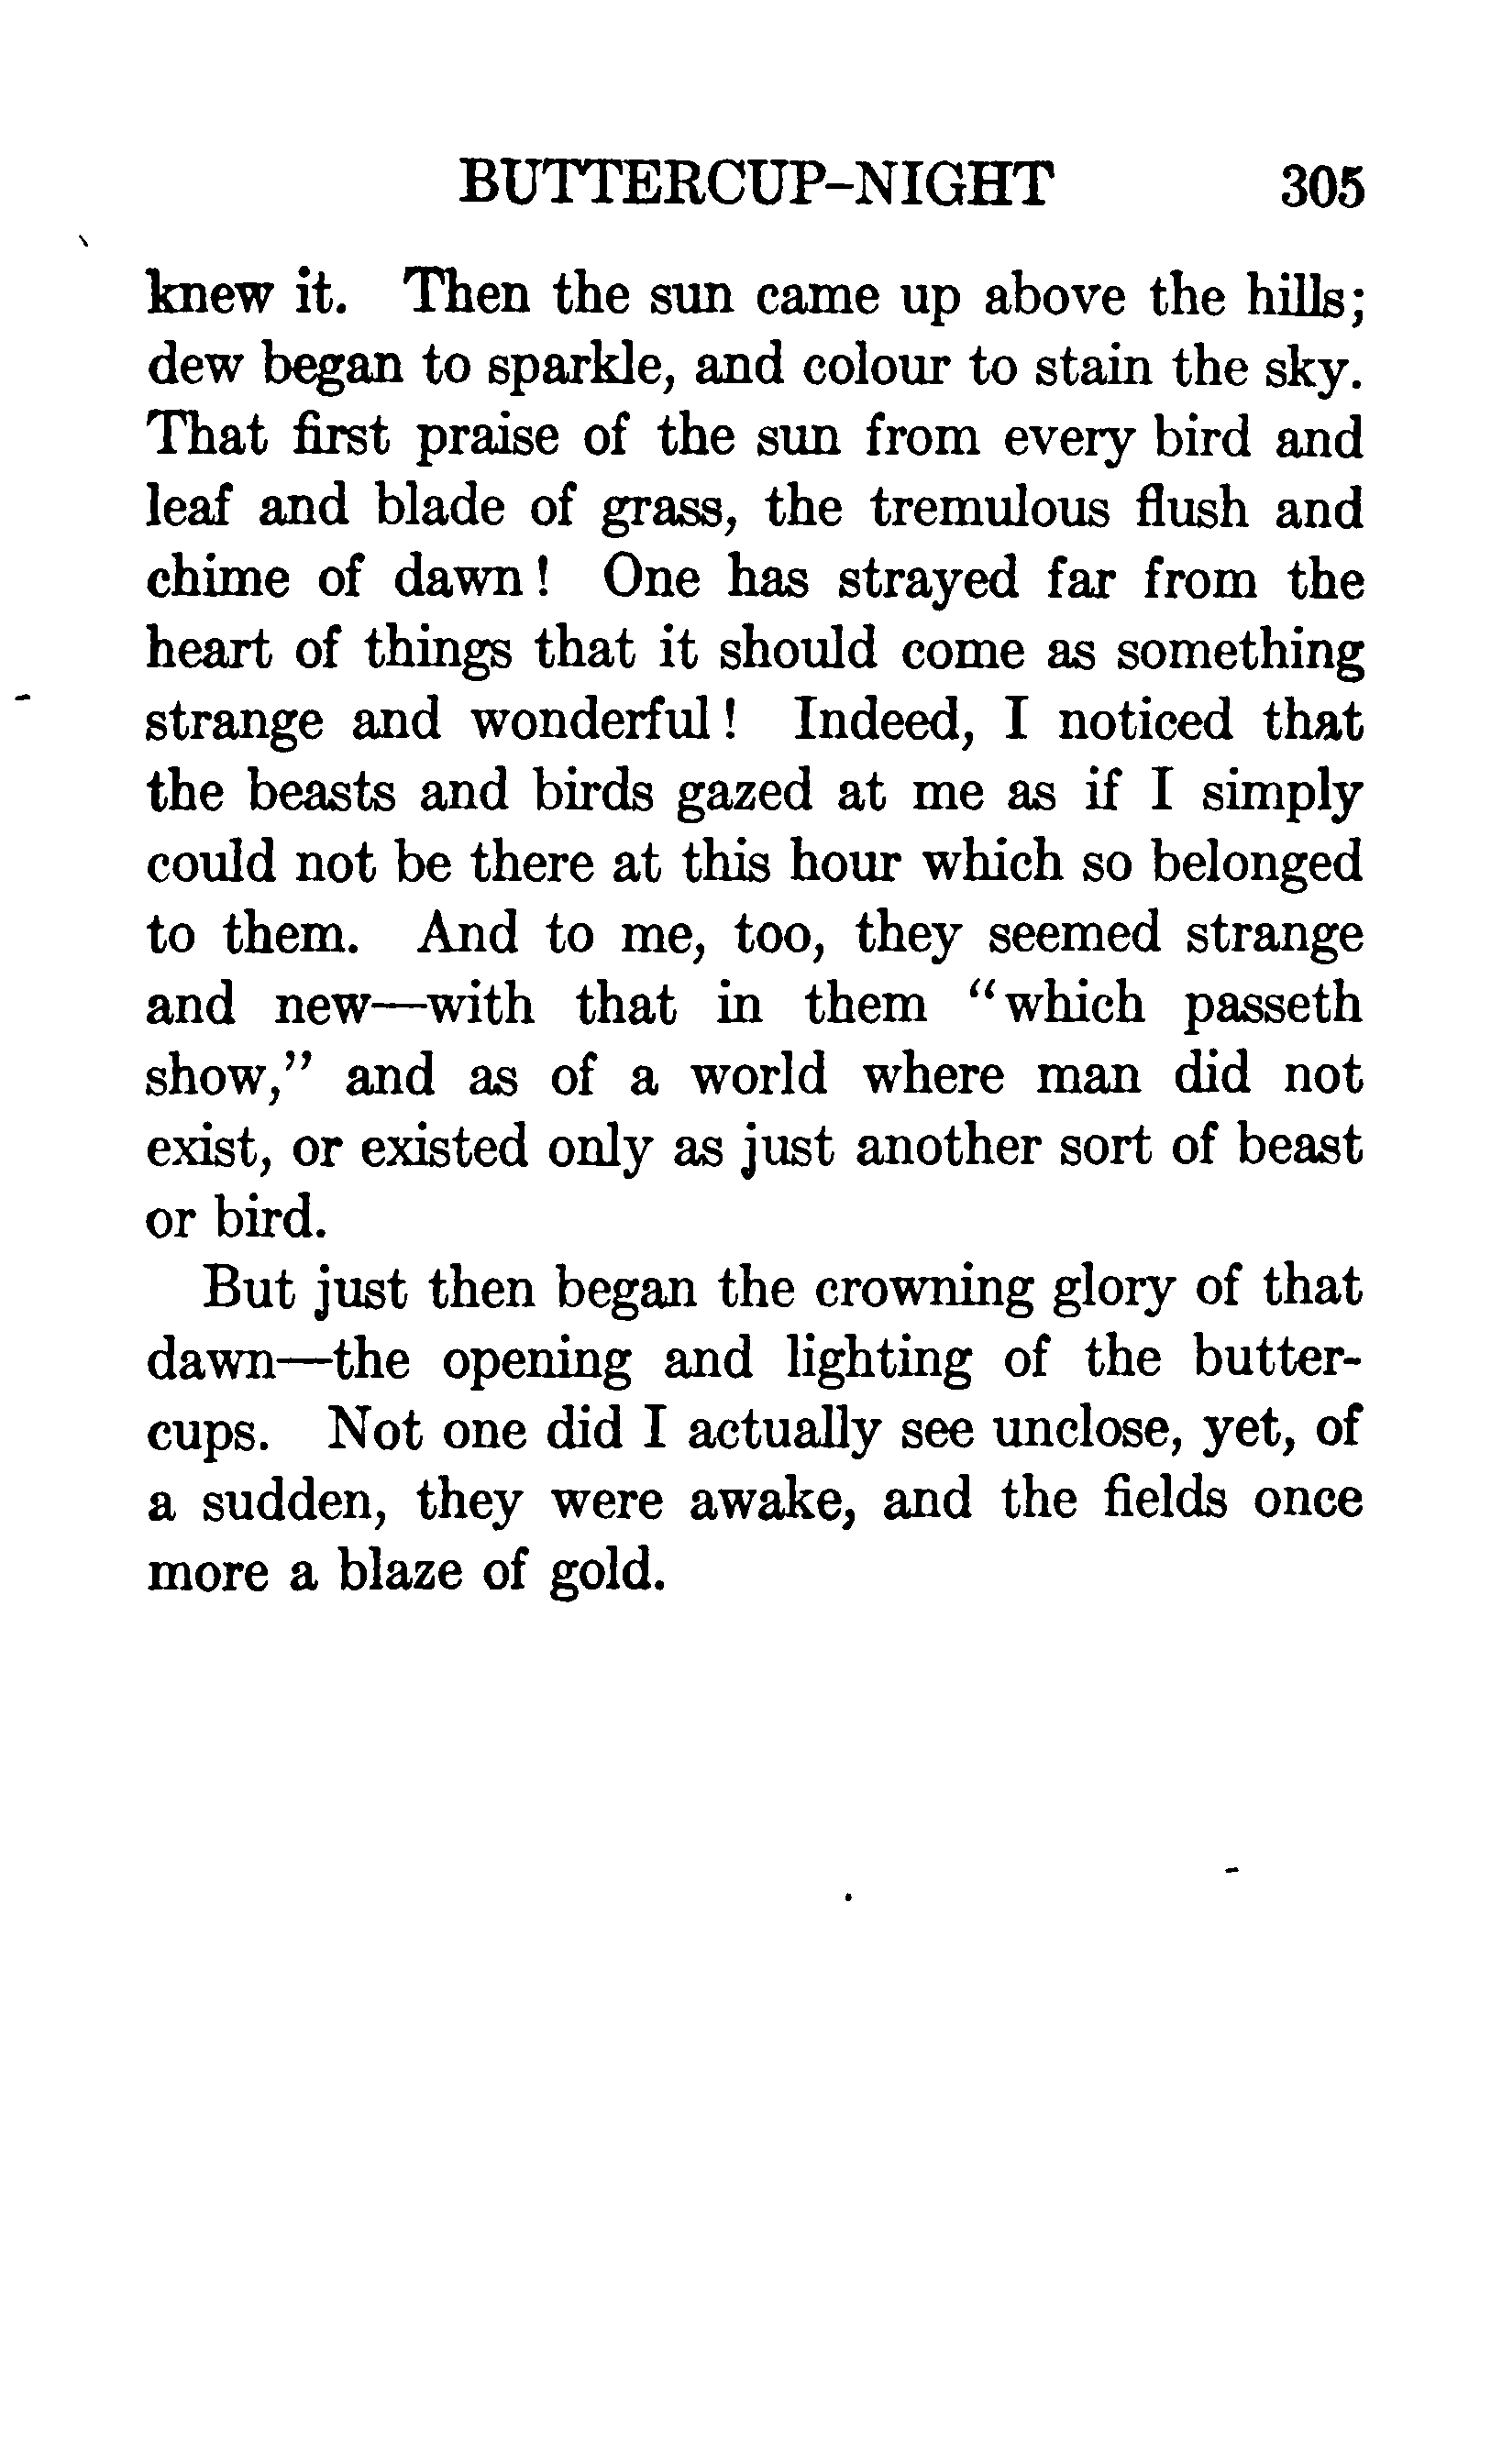 BUTTERCUP-NIGHT 305
knew it. Then the sun came up above the hills;
dew began to sparkle, and colour to stain the sky.
That first praise of the sun from every bird and
leaf and blade of grass, the tremulous flush and
chime of dawn! One has strayed far from the
heart of things that it should come as something
strange and wonderful! Indeed, I noticed that
the beasts and birds gazed at me as if I simply
could not be there at this hour which so belonged
to them. And to me, too, they seemed strange
and new—with that in them "which passeth
show," and as of a world where man did not
exist, or existed only as just another sort of beast
or bird.
But just then began the crowning glory of that
dawn—the opening and lighting of the butter-
cups. Not one did I actually see unclose, yet, of
a sudden, they were awake, and the fields once
more a blaze of gold.